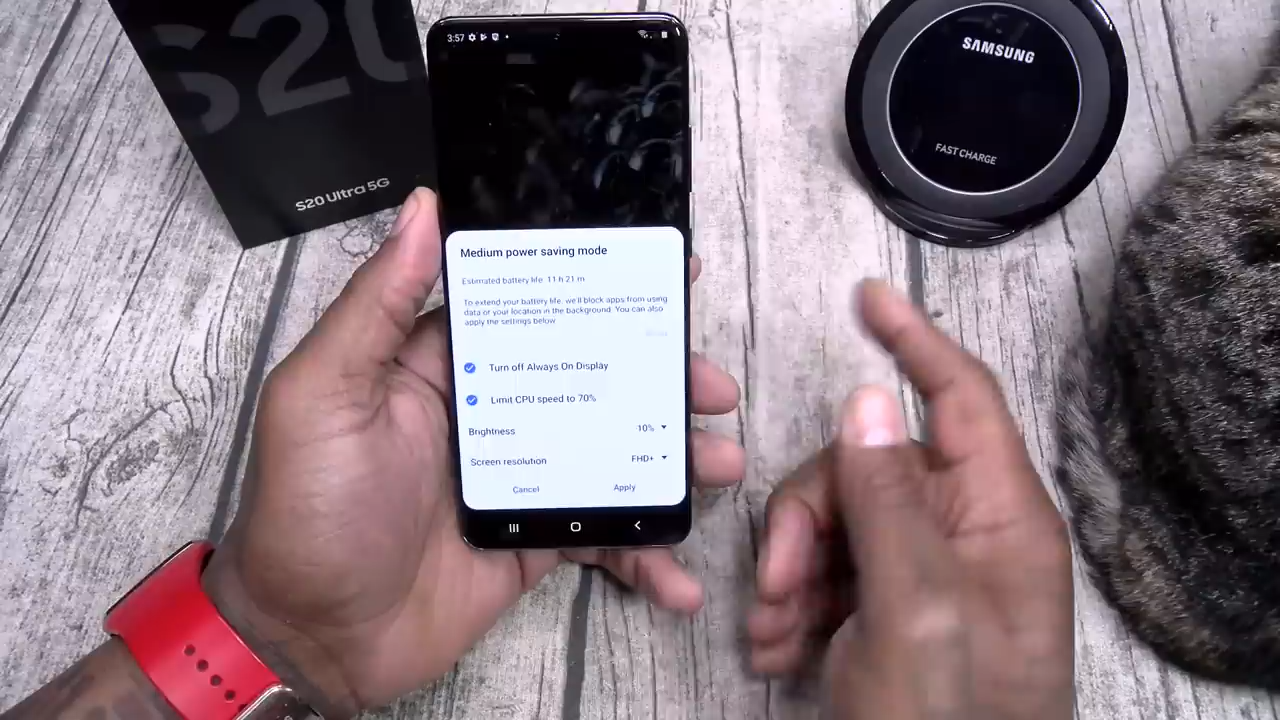 S20
S20 Ultra 5G
3:57
SAMSUNG
FAST CHARGE
Medium power saving mode
Estimated battery life: 11 h 21 m
To extend your battery life, we'll block apps from using
data or your location in the background. You can also
apply the settings below.
Turn off Always On Display
Limit CPU speed to 70%
Brightness 10%
Screen resolution FHD+
Cancel Apply